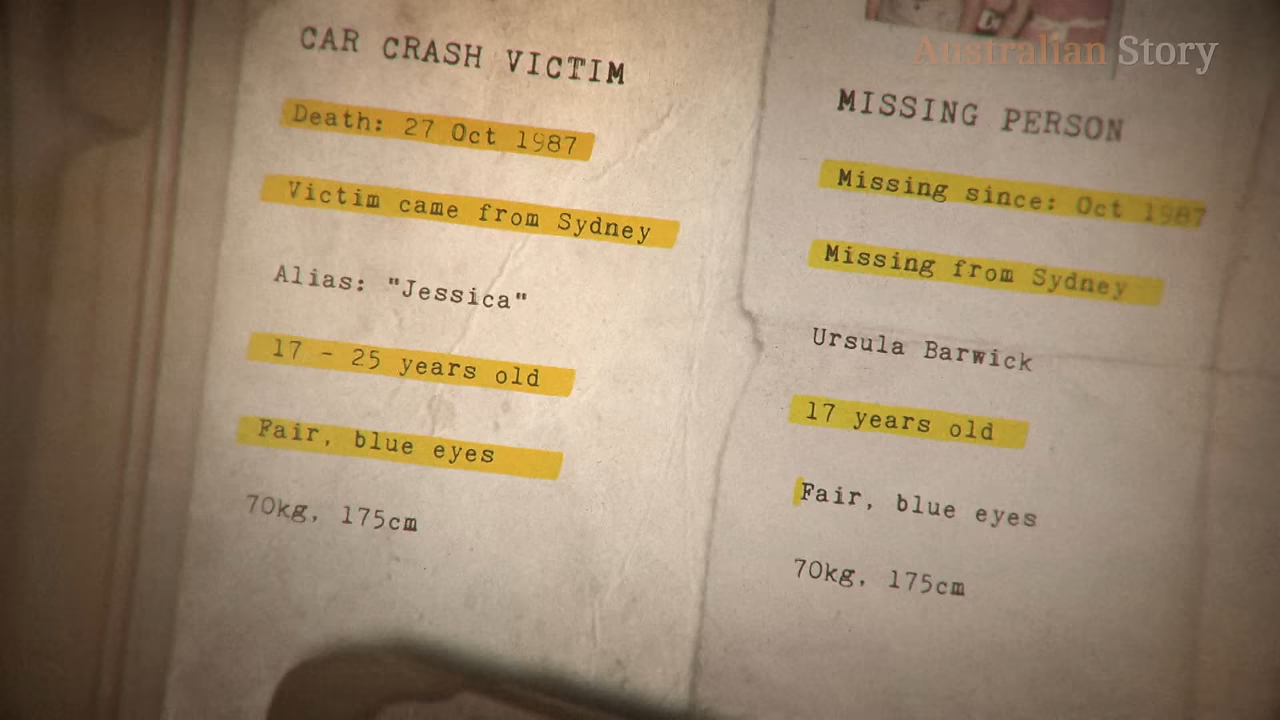 Australian Story
CAR CRASH VICTIM
Death: 27 Oct 1987
Victim came from Sydney
Alias: "Jessica"
17 - 25 years old
Fair, blue eyes
70kg, 175cm
MISSING PERSON
Missing since: Oct 1987
Missing from Sydney
Ursula Barwick
17 years old
Fair, blue eyes
70kg, 175cm